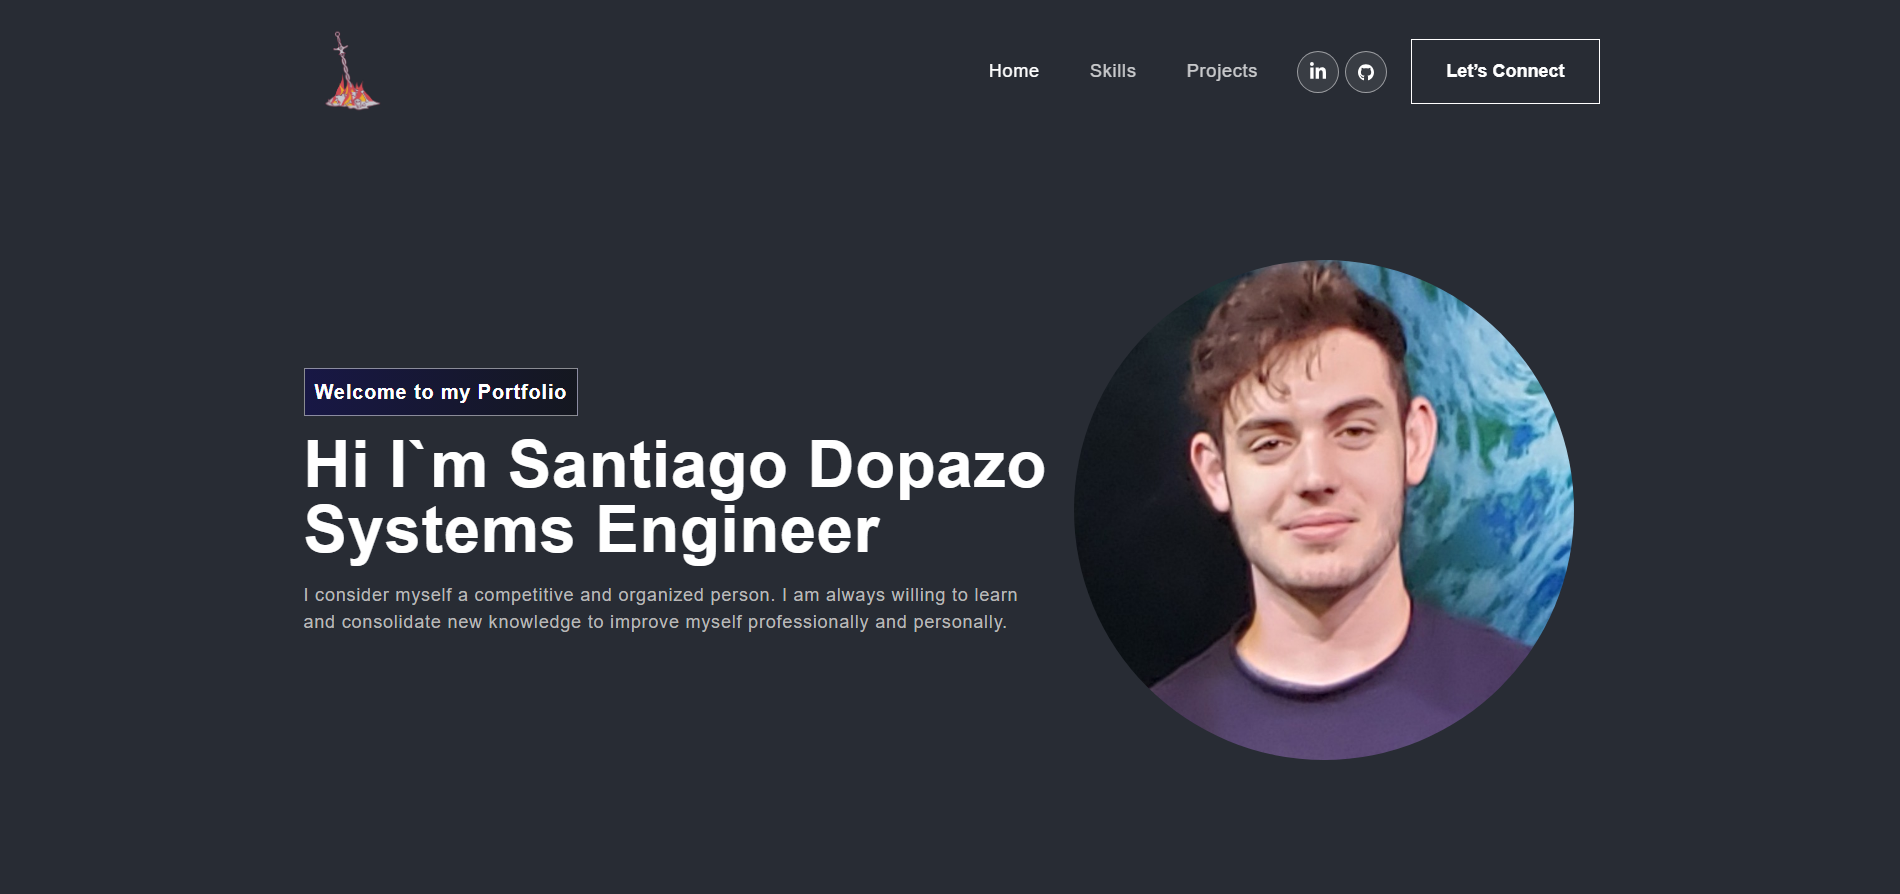 Home Skills Projects in Let’s Connect
Welcome to my Portfolio
Hi I`m Santiago Dopazo
Systems Engineer
I consider myself a competitive and organized person. I am always willing to learn
and consolidate new knowledge to improve myself professionally and personally.